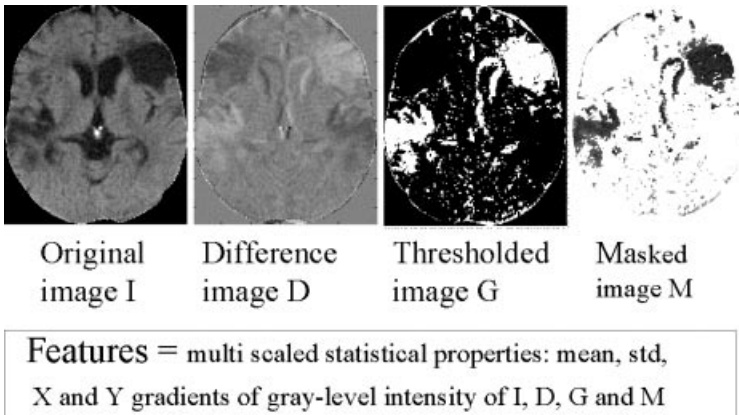 Original Difference Thresholded Masked
image I image D image G image M
Features = multi scaled statistical properties: mean, std,
X and Y gradients of gray-level intensity of I, D, G and M